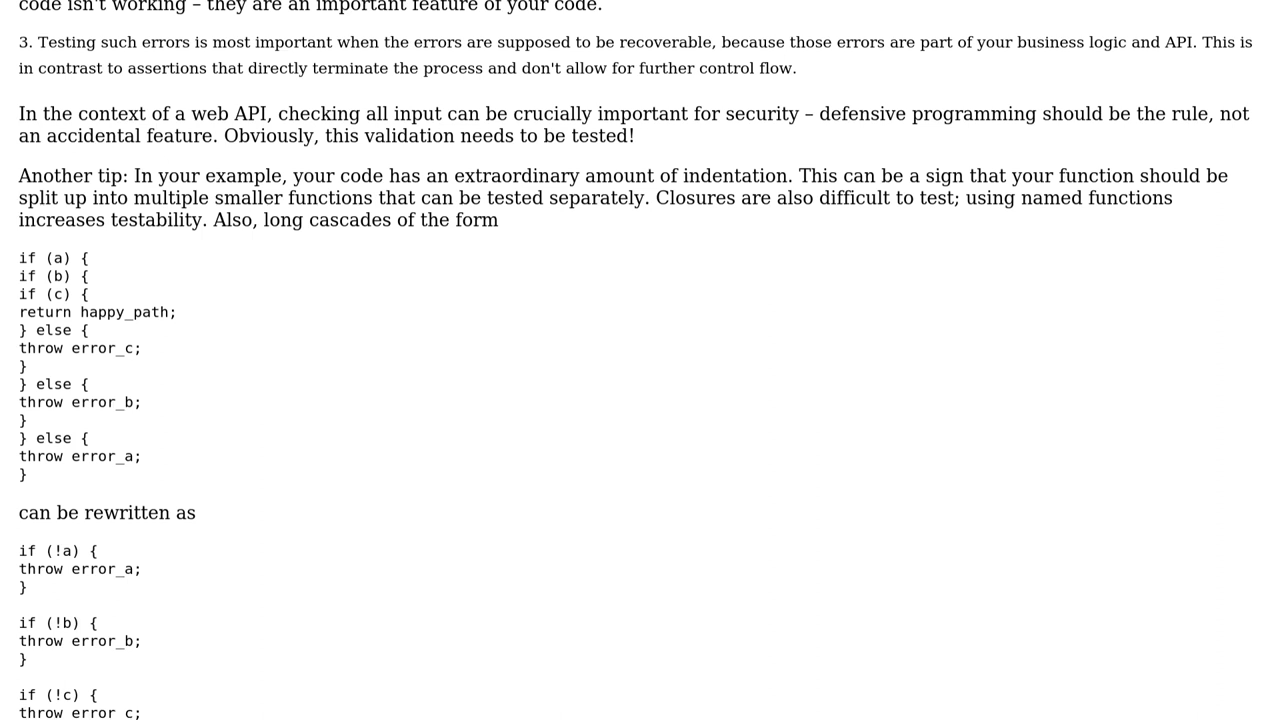 code isn't working – they are an important feature of your code.
3. Testing such errors is most important when the errors are supposed to be recoverable, because those errors are part of your business logic and API. This is
in contrast to assertions that directly terminate the process and don't allow for further control flow.
In the context of a web API, checking all input can be crucially important for security – defensive programming should be the rule, not
an accidental feature. Obviously, this validation needs to be tested!
Another tip: In your example, your code has an extraordinary amount of indentation. This can be a sign that your function should be
split up into multiple smaller functions that can be tested separately. Closures are also difficult to test; using named functions
increases testability. Also, long cascades of the form
if (a) {
if (b) {
if (c) {
return happy_path;
} else {
throw error_c;
}
} else {
throw error_b;
}
} else {
throw error_a;
}
can be rewritten as
if (!a) {
throw error_a;
}
if (!b) {
throw error_b;
}
if (!c) {
throw error_c;